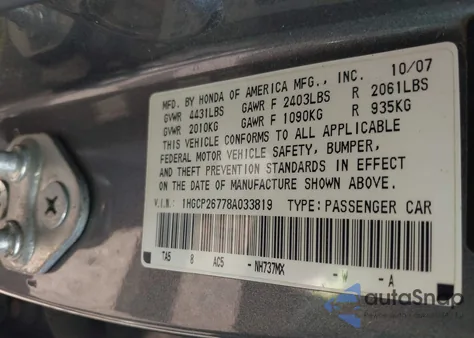 MFD. BY HONDA OF AMERICA MFG., INC. 10/07
GVWR 4431LBS GAWR F 2403LBS R 2061LBS
GVWR 2010KG GAWR F 1090KG R 935KG
THIS VEHICLE CONFORMS TO ALL APPLICABLE
FEDERAL MOTOR VEHICLE SAFETY, BUMPER,
AND THEFT PREVENTION STANDARDS IN EFFECT
ON THE DATE OF MANUFACTURE SHOWN ABOVE.
V.I.N: 1HGCP26778A033819 TYPE: PASSENGER CAR
TA5 8 AC5 - NH737MX -W -A
autoSnap